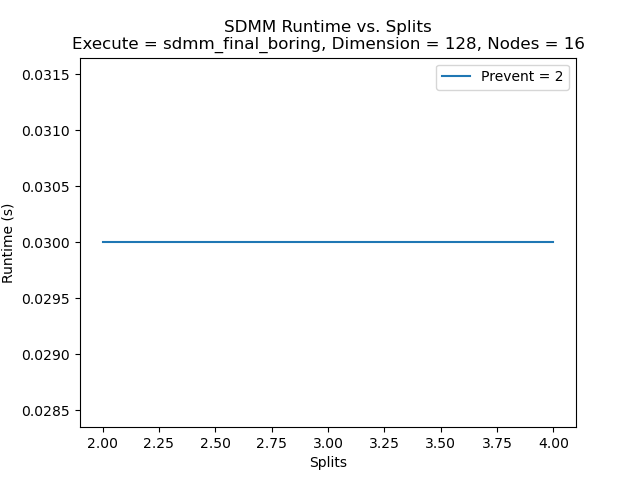 SDMM Runtime vs. Splits
Execute = sdmm_final_boring, Dimension = 128, Nodes = 16
Prevent = 2
Runtime (s)
0.0315
0.0310
0.0305
0.0300
0.0295
0.0290
0.0285
2.00 2.25 2.50 2.75 3.00 3.25 3.50 3.75 4.00
Splits